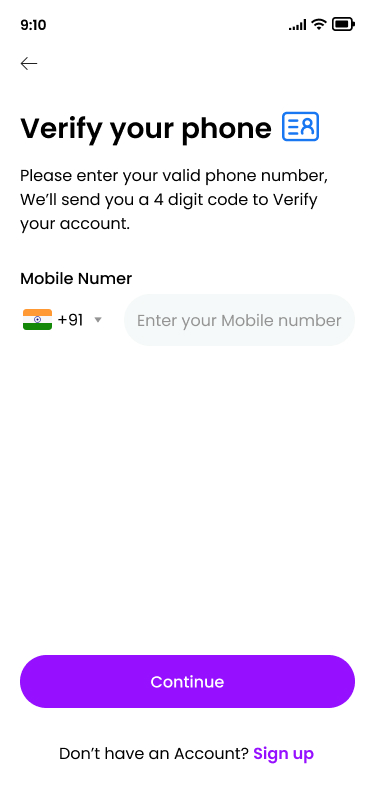 9:10
Verify your phone
Please enter your valid phone number,
We’ll send you a 4 digit code to Verify
your account.
Mobile Numer
+91 Enter your Mobile number
Continue
Don’t have an Account? Sign up